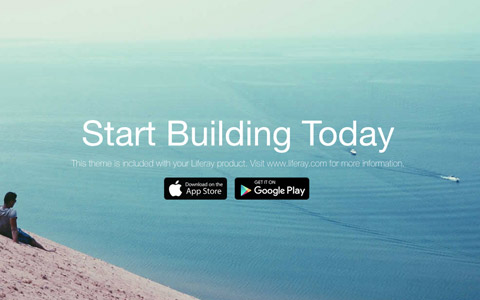 Start Building Today
This theme is included with your Liferay product. Visit www.liferay.com for more information.
Download on the
App Store
GET IT ON
Google Play